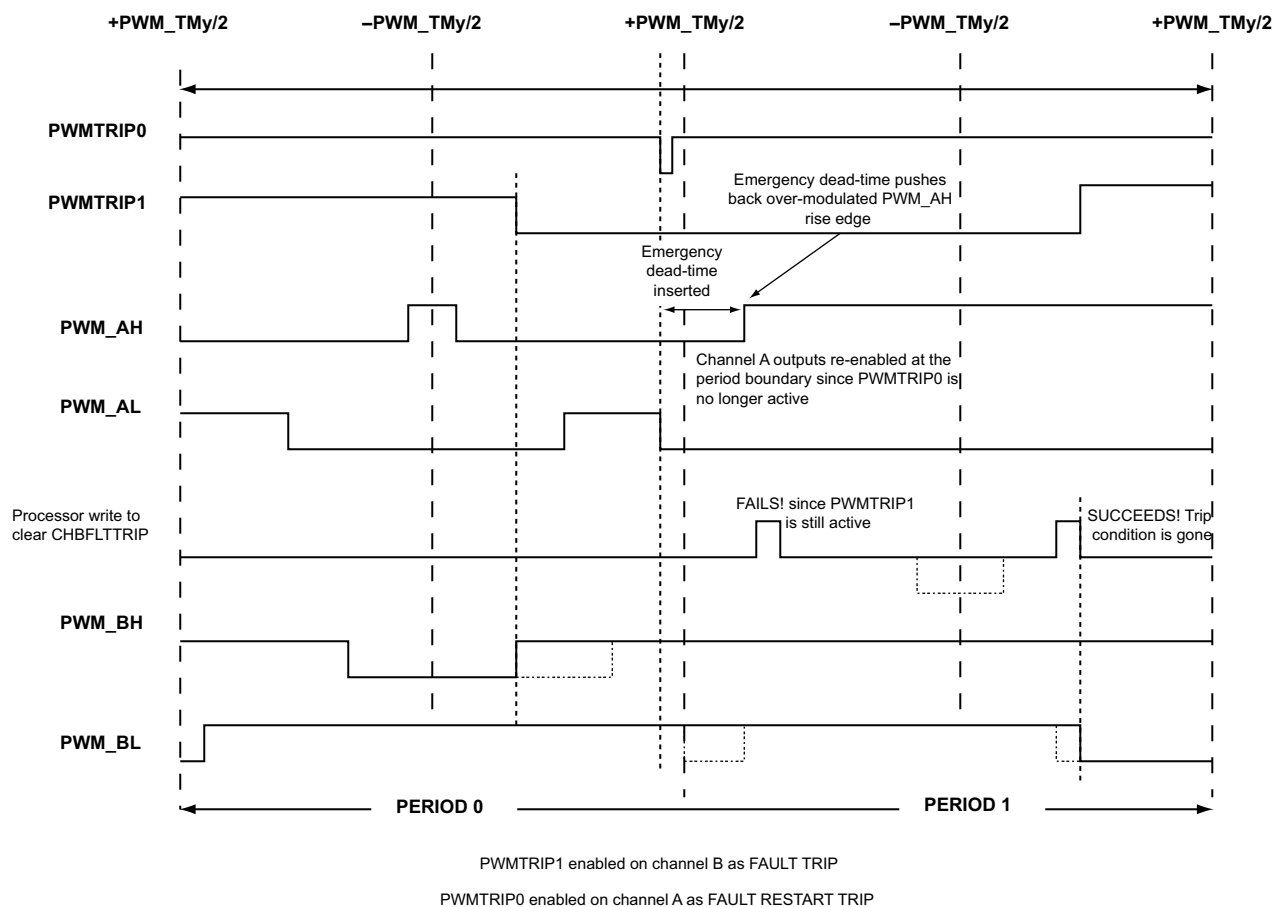 +PWM_TMy/2
–PWM_TMy/2
+PWM_TMy/2
–PWM_TMy/2
+PWM_TMy/2
PWMTRIP0
PWMTRIP1
Emergency dead-time pushes
back over-modulated PWM_AH
rise edge
Emergency
dead-time
inserted
PWM_AH
Channel A outputs re-enabled at the
period boundary since PWMTRIP0 is
no longer active
PWM_AL
Processor write to
clear CHBFLTTRIP
FAILS! since PWMTRIP1
is still active
SUCCEEDS! Trip
condition is gone
PWM_BH
PWM_BL
PERIOD 0
PERIOD 1
PWMTRIP1 enabled on channel B as FAULT TRIP
PWMTRIP0 enabled on channel A as FAULT RESTART TRIP